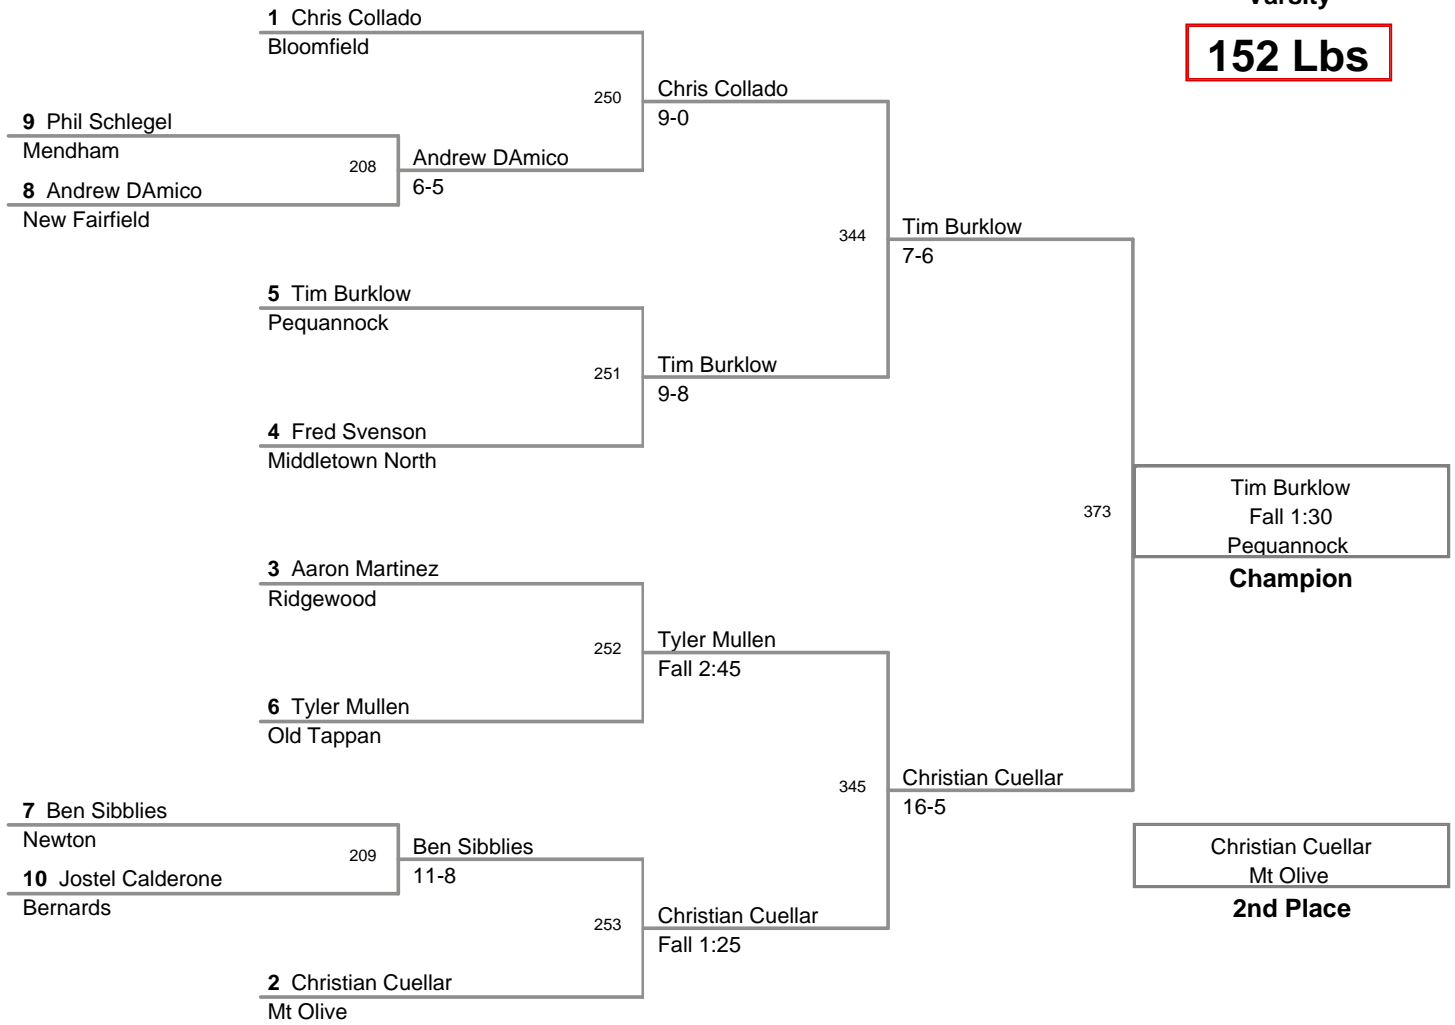 Varsity
152 Lbs
1 Chris Collado
Bloomfield
9 Phil Schlegel
Mendham
208
8 Andrew DAmico
New Fairfield
Andrew DAmico
6-5
250
Chris Collado
9-0
5 Tim Burklow
Pequannock
251
4 Fred Svenson
Middletown North
Tim Burklow
9-8
344
Tim Burklow
7-6
3 Aaron Martinez
Ridgewood
252
6 Tyler Mullen
Old Tappan
Tyler Mullen
Fall 2:45
7 Ben Sibblies
Newton
209
10 Jostel Calderone
Bernards
Ben Sibblies
11-8
253
2 Christian Cuellar
Mt Olive
Christian Cuellar
Fall 1:25
345
Christian Cuellar
16-5
373
Tim Burklow
Fall 1:30
Pequannock
Champion
Christian Cuellar
Mt Olive
2nd Place